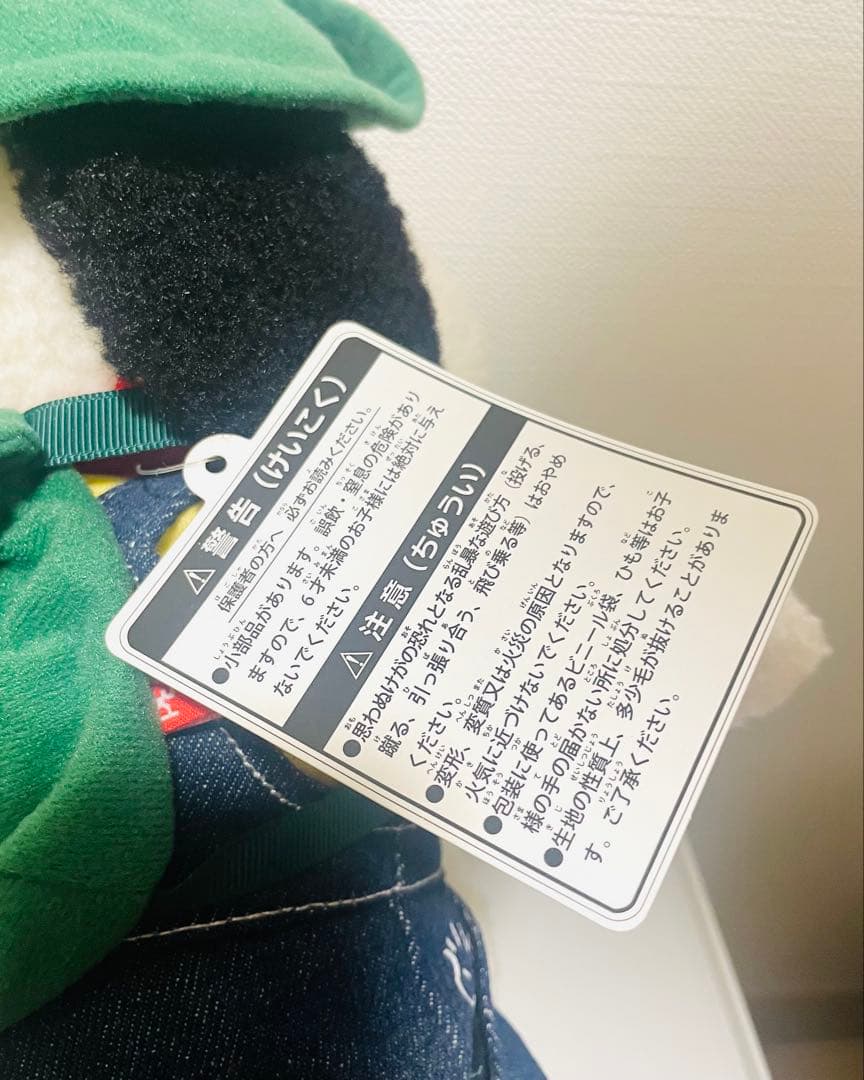 ⚠警告(けいこく)
保護者の方へ 必ずお読みください。
●小部品があります。誤飲・窒息の危険があり
ますので、6才未満のお子様には絶対に与え
ないでください。
⚠注意(ちゅうい)
●思わぬけがの恐れとなる乱暴な遊び方(投げる、
蹴る、引っ張り合う、飛び乗る等)はおやめ
ください。
●変形、変質又は火災の原因となりますので、
火気に近づけないでください。
●包装に使ってあるビニール袋、ひも等はお子
様の手の届かない所に処分してください。
●生地の性質上、多少毛が抜けることがありま
す。ご了承ください。